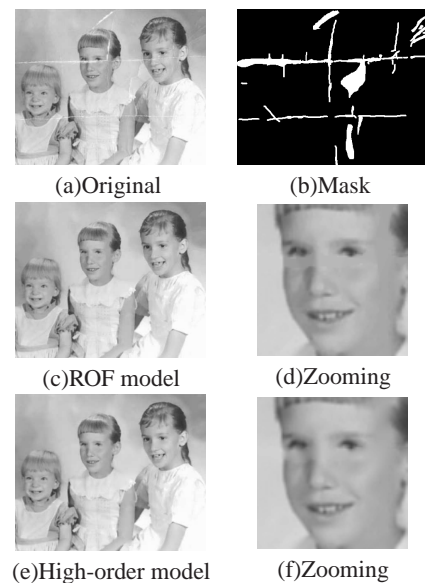 (a)Original
(b)Mask
(c)ROF model
(d)Zooming
(e)High-order model
(f)Zooming